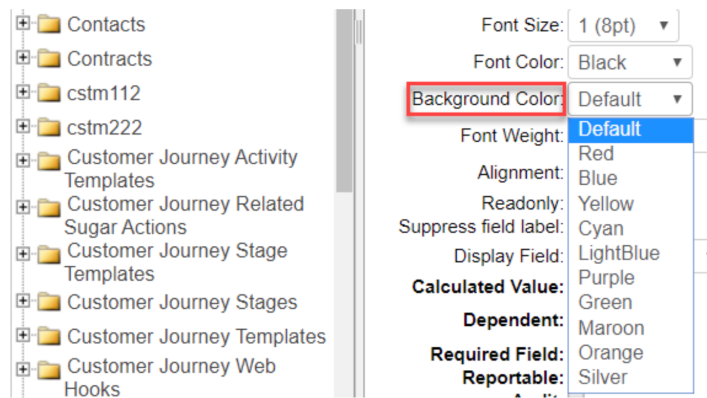 Contacts
Contracts
cstm112
cstm222
Customer Journey Activity
Templates
Customer Journey Related
Sugar Actions
Customer Journey Stage
Templates
Customer Journey Stages
Customer Journey Templates
Customer Journey Web
Hooks
Font Size: 1 (8pt)
Font Color: Black
Background Color: Default
Font Weight:
Alignment:
Readonly:
Suppress field label:
Display Field:
Calculated Value:
Dependent:
Required Field:
Reportable:
Default
Red
Blue
Yellow
Cyan
LightBlue
Purple
Green
Maroon
Orange
Silver